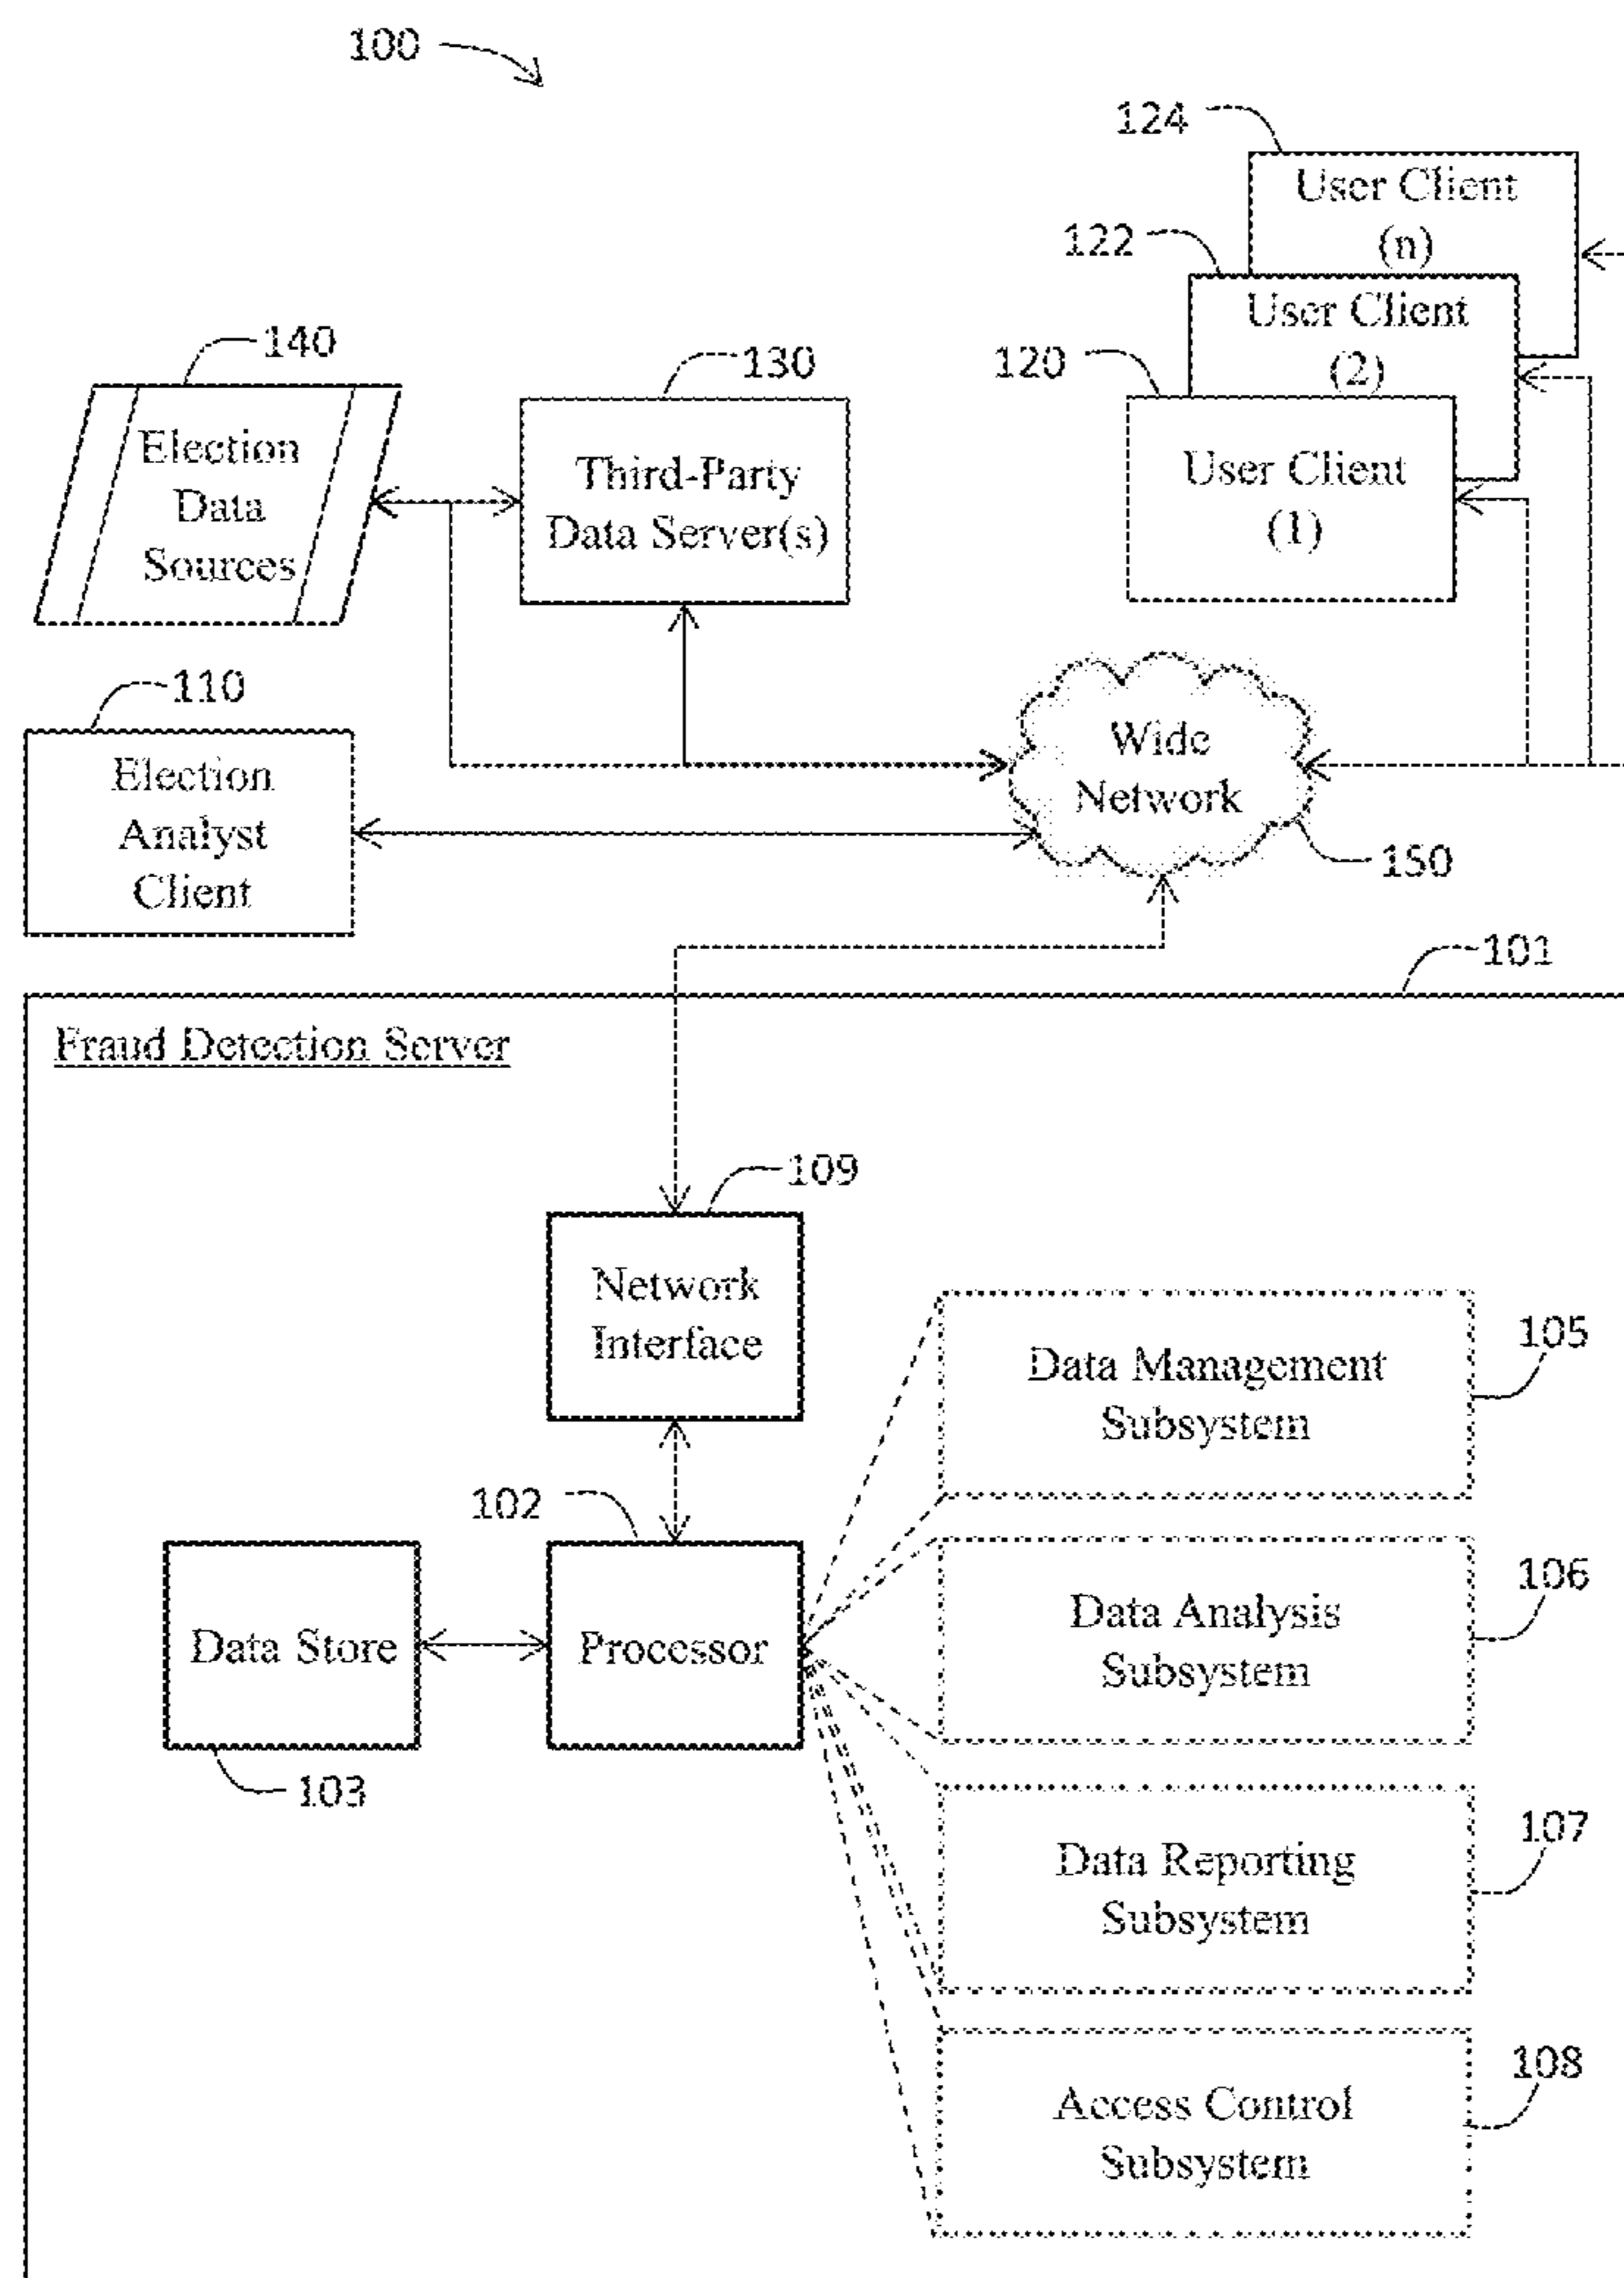 100
124
User Client
(n)
122
User Client
(2)
120
User Client
(1)
140
Election
Data
Sources
130
Third-Party
Data Server(s)
110
Election
Analyst
Client
Wide
Network
150
101
Fraud Detection Server
109
Network
Interface
105
Data Management
Subsystem
102
Processor
Data Store
103
106
Data Analysis
Subsystem
107
Data Reporting
Subsystem
108
Access Control
Subsystem